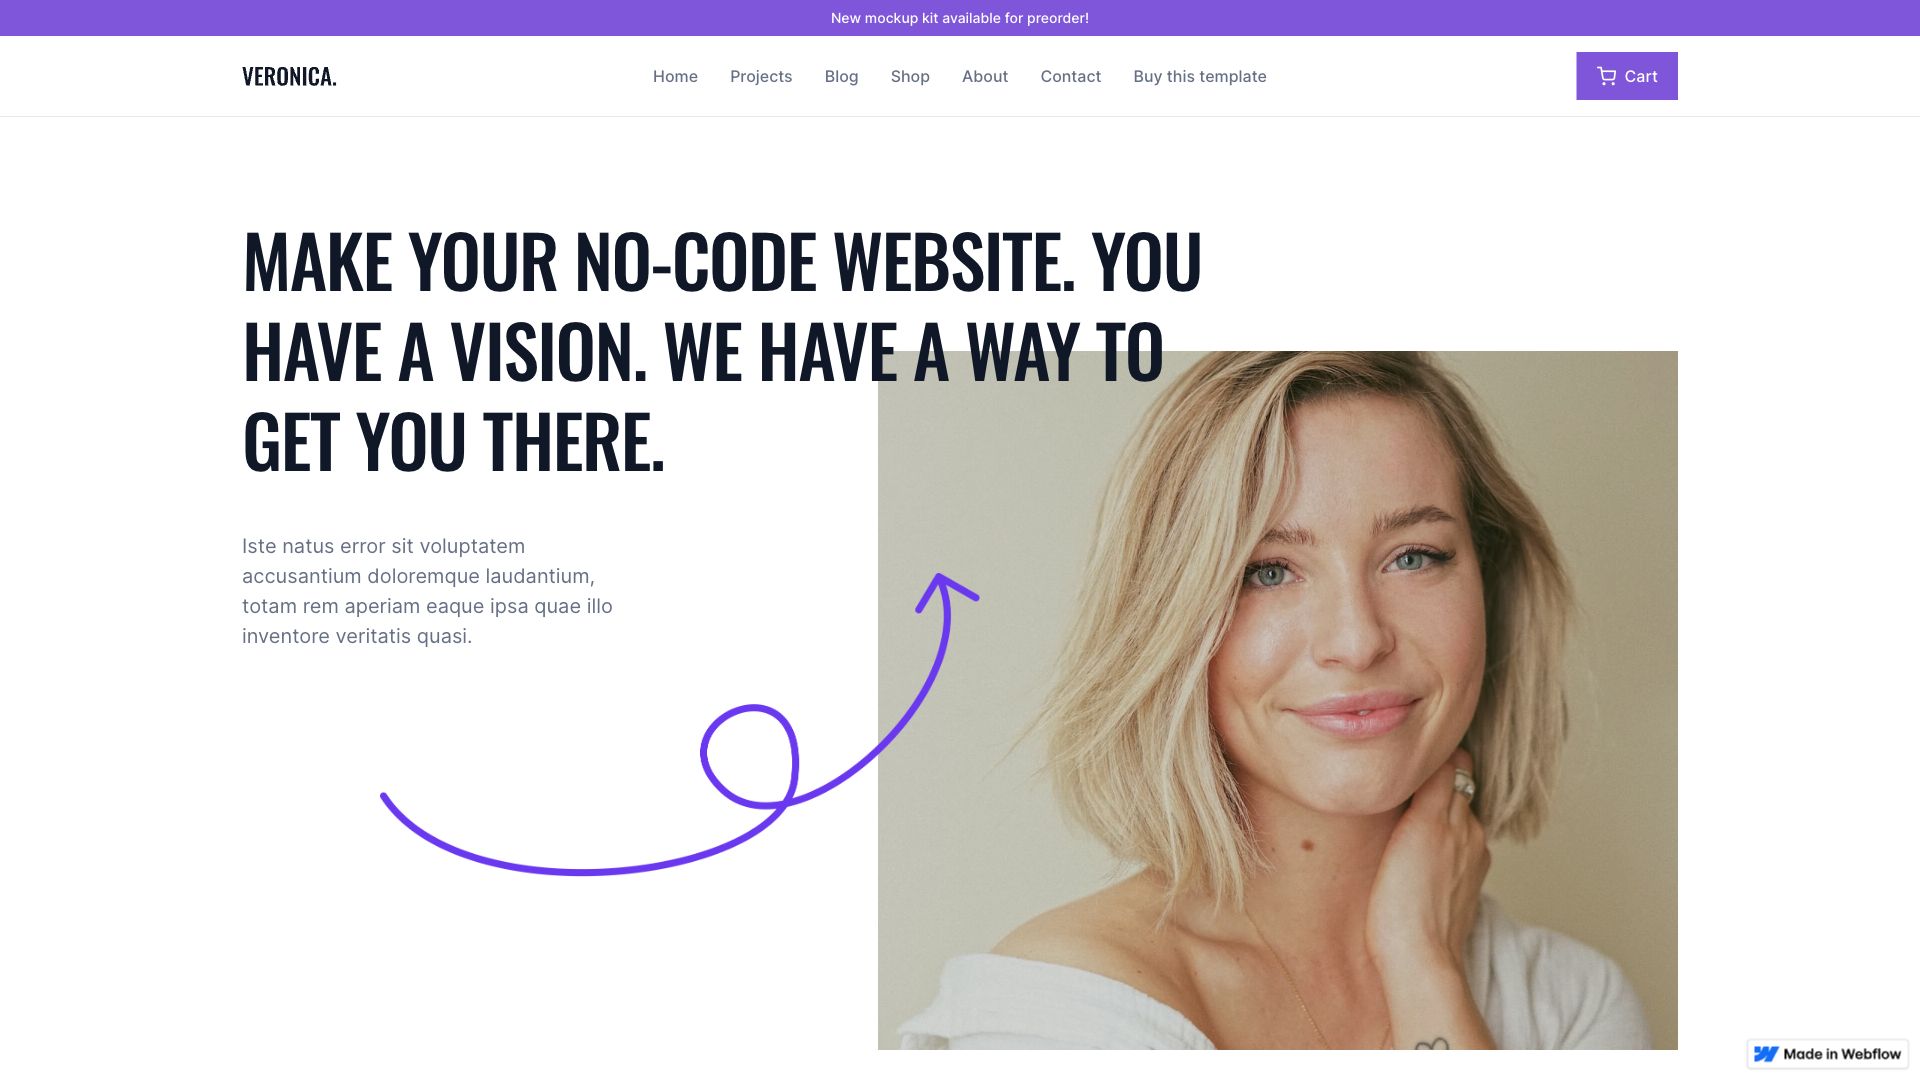 New mockup kit available for preorder!
VERONICA.
Home
Projects
Blog
Shop
About
Contact
Buy this template
Cart
MAKE YOUR NO-CODE WEBSITE. YOU
HAVE A VISION. WE HAVE A WAY TO
GET YOU THERE.
Iste natus error sit voluptatem
accusantium doloremque laudantium,
totam rem aperiam eaque ipsa quae illo
inventore veritatis quasi.
Made in Webflow